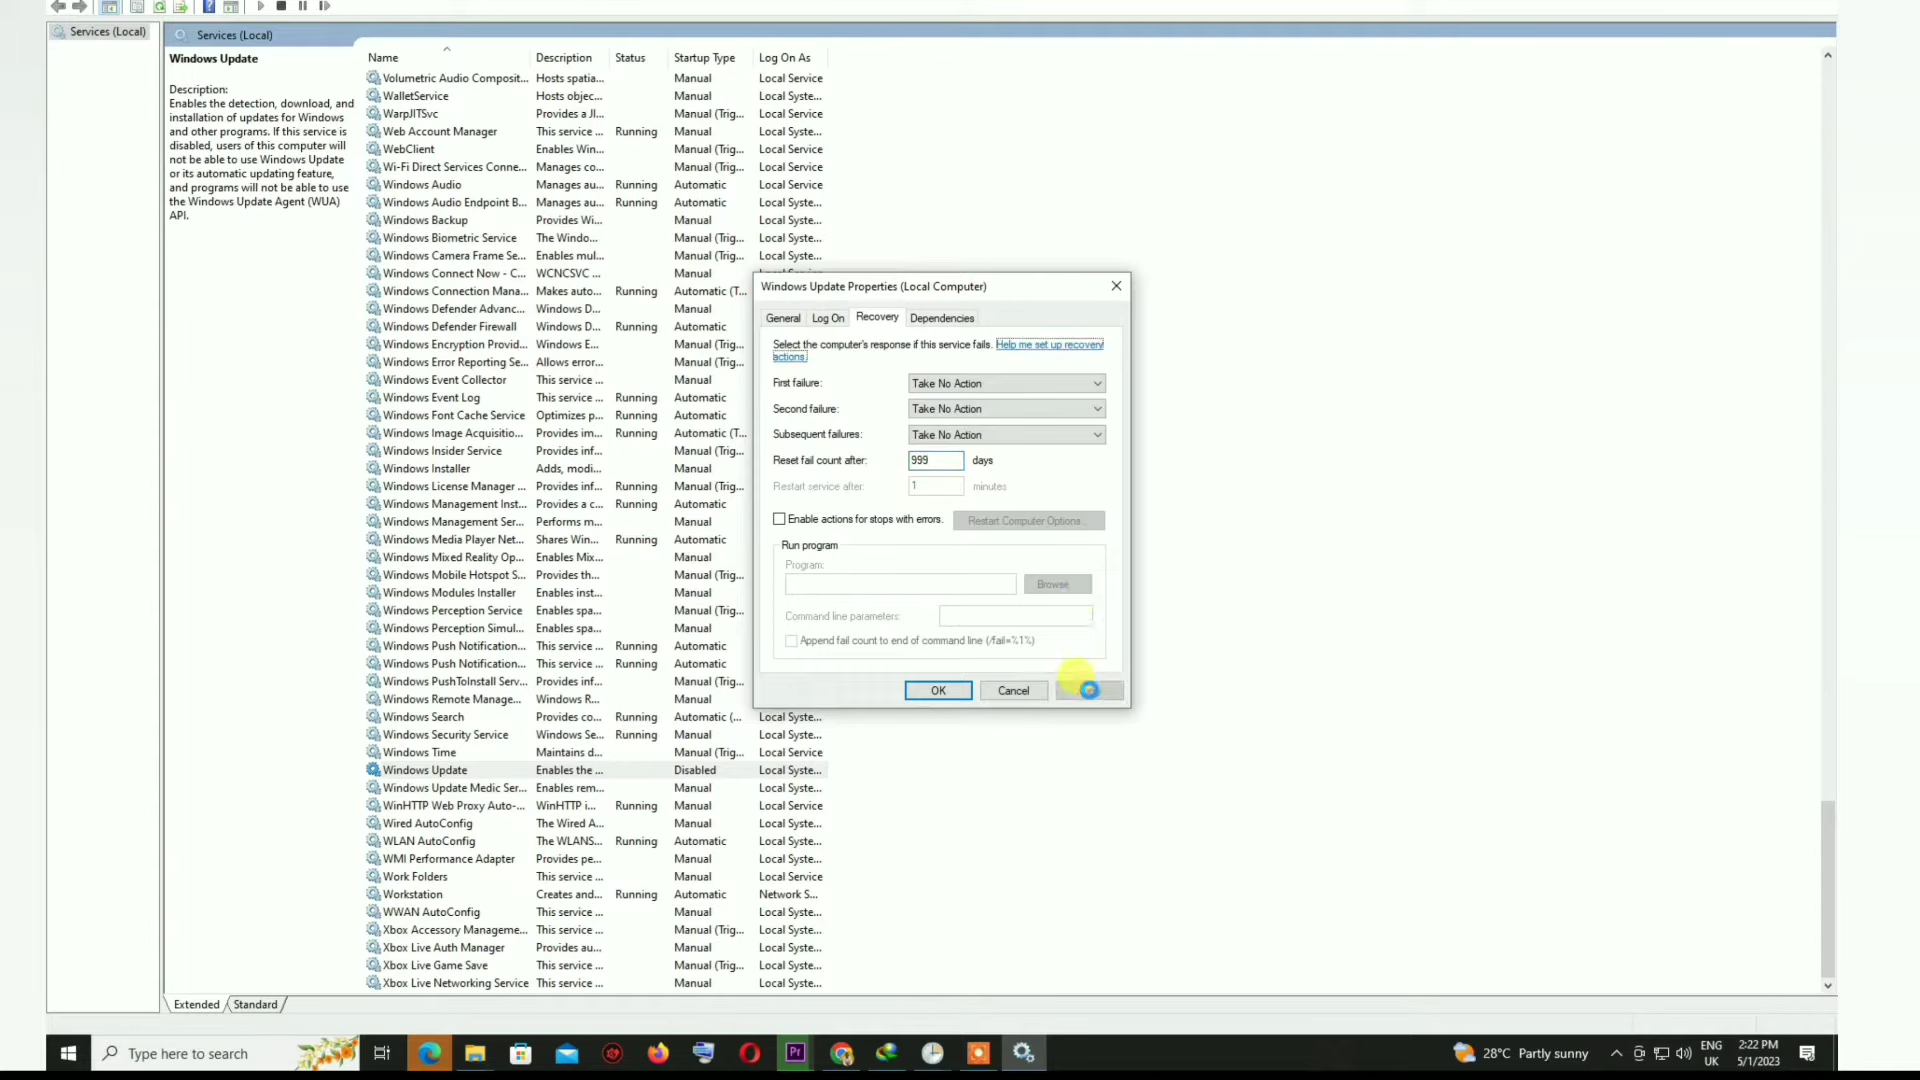 Services (Local)
Services (Local)
Windows Update
Description:
Enables the detection, download, and
installation of updates for Windows
and other programs. If this service is
disabled, users of this computer will
not be able to use Windows Update
or its automatic updating feature,
and programs will not be able to use
the Windows Update Agent (WUA)
API.
Name Description Status Startup Type Log On As
Volumetric Audio Composit... Hosts spatia... Manual Local Service
WalletService Hosts objec... Manual Local Syste...
WarpJITSvc Provides a JI... Manual (Trig... Local Service
Web Account Manager This service ... Running Manual Local Syste...
WebClient Enables Win... Manual (Trig... Local Service
Wi-Fi Direct Services Conne... Manages co... Manual (Trig... Local Service
Windows Audio Manages au... Running Automatic Local Service
Windows Audio Endpoint B... Manages au... Running Automatic Local Syste...
Windows Backup Provides Wi... Manual Local Syste...
Windows Biometric Service The Windo... Manual (Trig... Local Syste...
Windows Camera Frame Se... Enables mul... Manual (Trig... Local Syste...
Windows Connect Now - C... WCNCSVC ... Manual
Windows Connection Mana... Makes auto... Running Automatic (T...
Windows Defender Advanc... Windows D... Manual
Windows Defender Firewall Windows D... Running Automatic
Windows Encryption Provid... Windows E... Manual (Trig...
Windows Error Reporting Se... Allows error... Manual (Trig...
Windows Event Collector This service ... Manual
Windows Event Log This service ... Running Automatic
Windows Font Cache Service Optimizes p... Running Automatic
Windows Image Acquisitio... Provides im... Running Automatic (T...
Windows Insider Service Provides inf... Manual (Trig...
Windows Installer Adds, modi... Manual
Windows License Manager ... Provides inf... Running Manual (Trig...
Windows Management Inst... Provides a c... Running Automatic
Windows Management Ser... Performs m... Manual
Windows Media Player Net... Shares Win... Running Automatic
Windows Mixed Reality Op... Enables Mix... Manual
Windows Mobile Hotspot S... Provides th... Manual (Trig...
Windows Modules Installer Enables inst... Manual
Windows Perception Service Enables spa... Manual (Trig...
Windows Perception Simul... Enables spa... Manual
Windows Push Notification... This service ... Running Automatic
Windows Push Notification... This service ... Running Automatic
Windows PushToInstall Serv... Provides inf... Manual (Trig...
Windows Remote Manage... Windows R... Manual
Windows Search Provides co... Running Automatic (... Local Syste...
Windows Security Service Windows Se... Running Manual Local Syste...
Windows Time Maintains d... Manual (Trig... Local Service
Windows Update Enables the ... Disabled Local Syste...
Windows Update Medic Ser... Enables rem... Manual Local Syste...
WinHTTP Web Proxy Auto-... WinHTTP i... Running Manual Local Service
Wired AutoConfig The Wired A... Manual Local Syste...
WLAN AutoConfig The WLANS... Running Automatic Local Syste...
WMI Performance Adapter Provides pe... Manual Local Syste...
Work Folders This service ... Manual Local Service
Workstation Creates and... Running Automatic Network S...
WWAN AutoConfig This service ... Manual Local Syste...
Xbox Accessory Manageme... This service ... Manual (Trig... Local Syste...
Xbox Live Auth Manager Provides au... Manual Local Syste...
Xbox Live Game Save This service ... Manual (Trig... Local Syste...
Xbox Live Networking Service This service ... Manual Local Syste...
Windows Update Properties (Local Computer)
General Log On Recovery Dependencies
Select the computer's response if this service fails. Help me set up recovery
actions.
First failure: Take No Action
Second failure: Take No Action
Subsequent failures: Take No Action
Reset fail count after: 999 days
Restart service after: 1 minutes
Enable actions for stops with errors. Restart Computer Options...
Run program
Program:
Browse...
Command line parameters:
Append fail count to end of command line (/fail=%1%)
OK Cancel
Extended Standard
Type here to search Pr 28°C Partly sunny ENG 2:22 PM
UK 5/1/2023